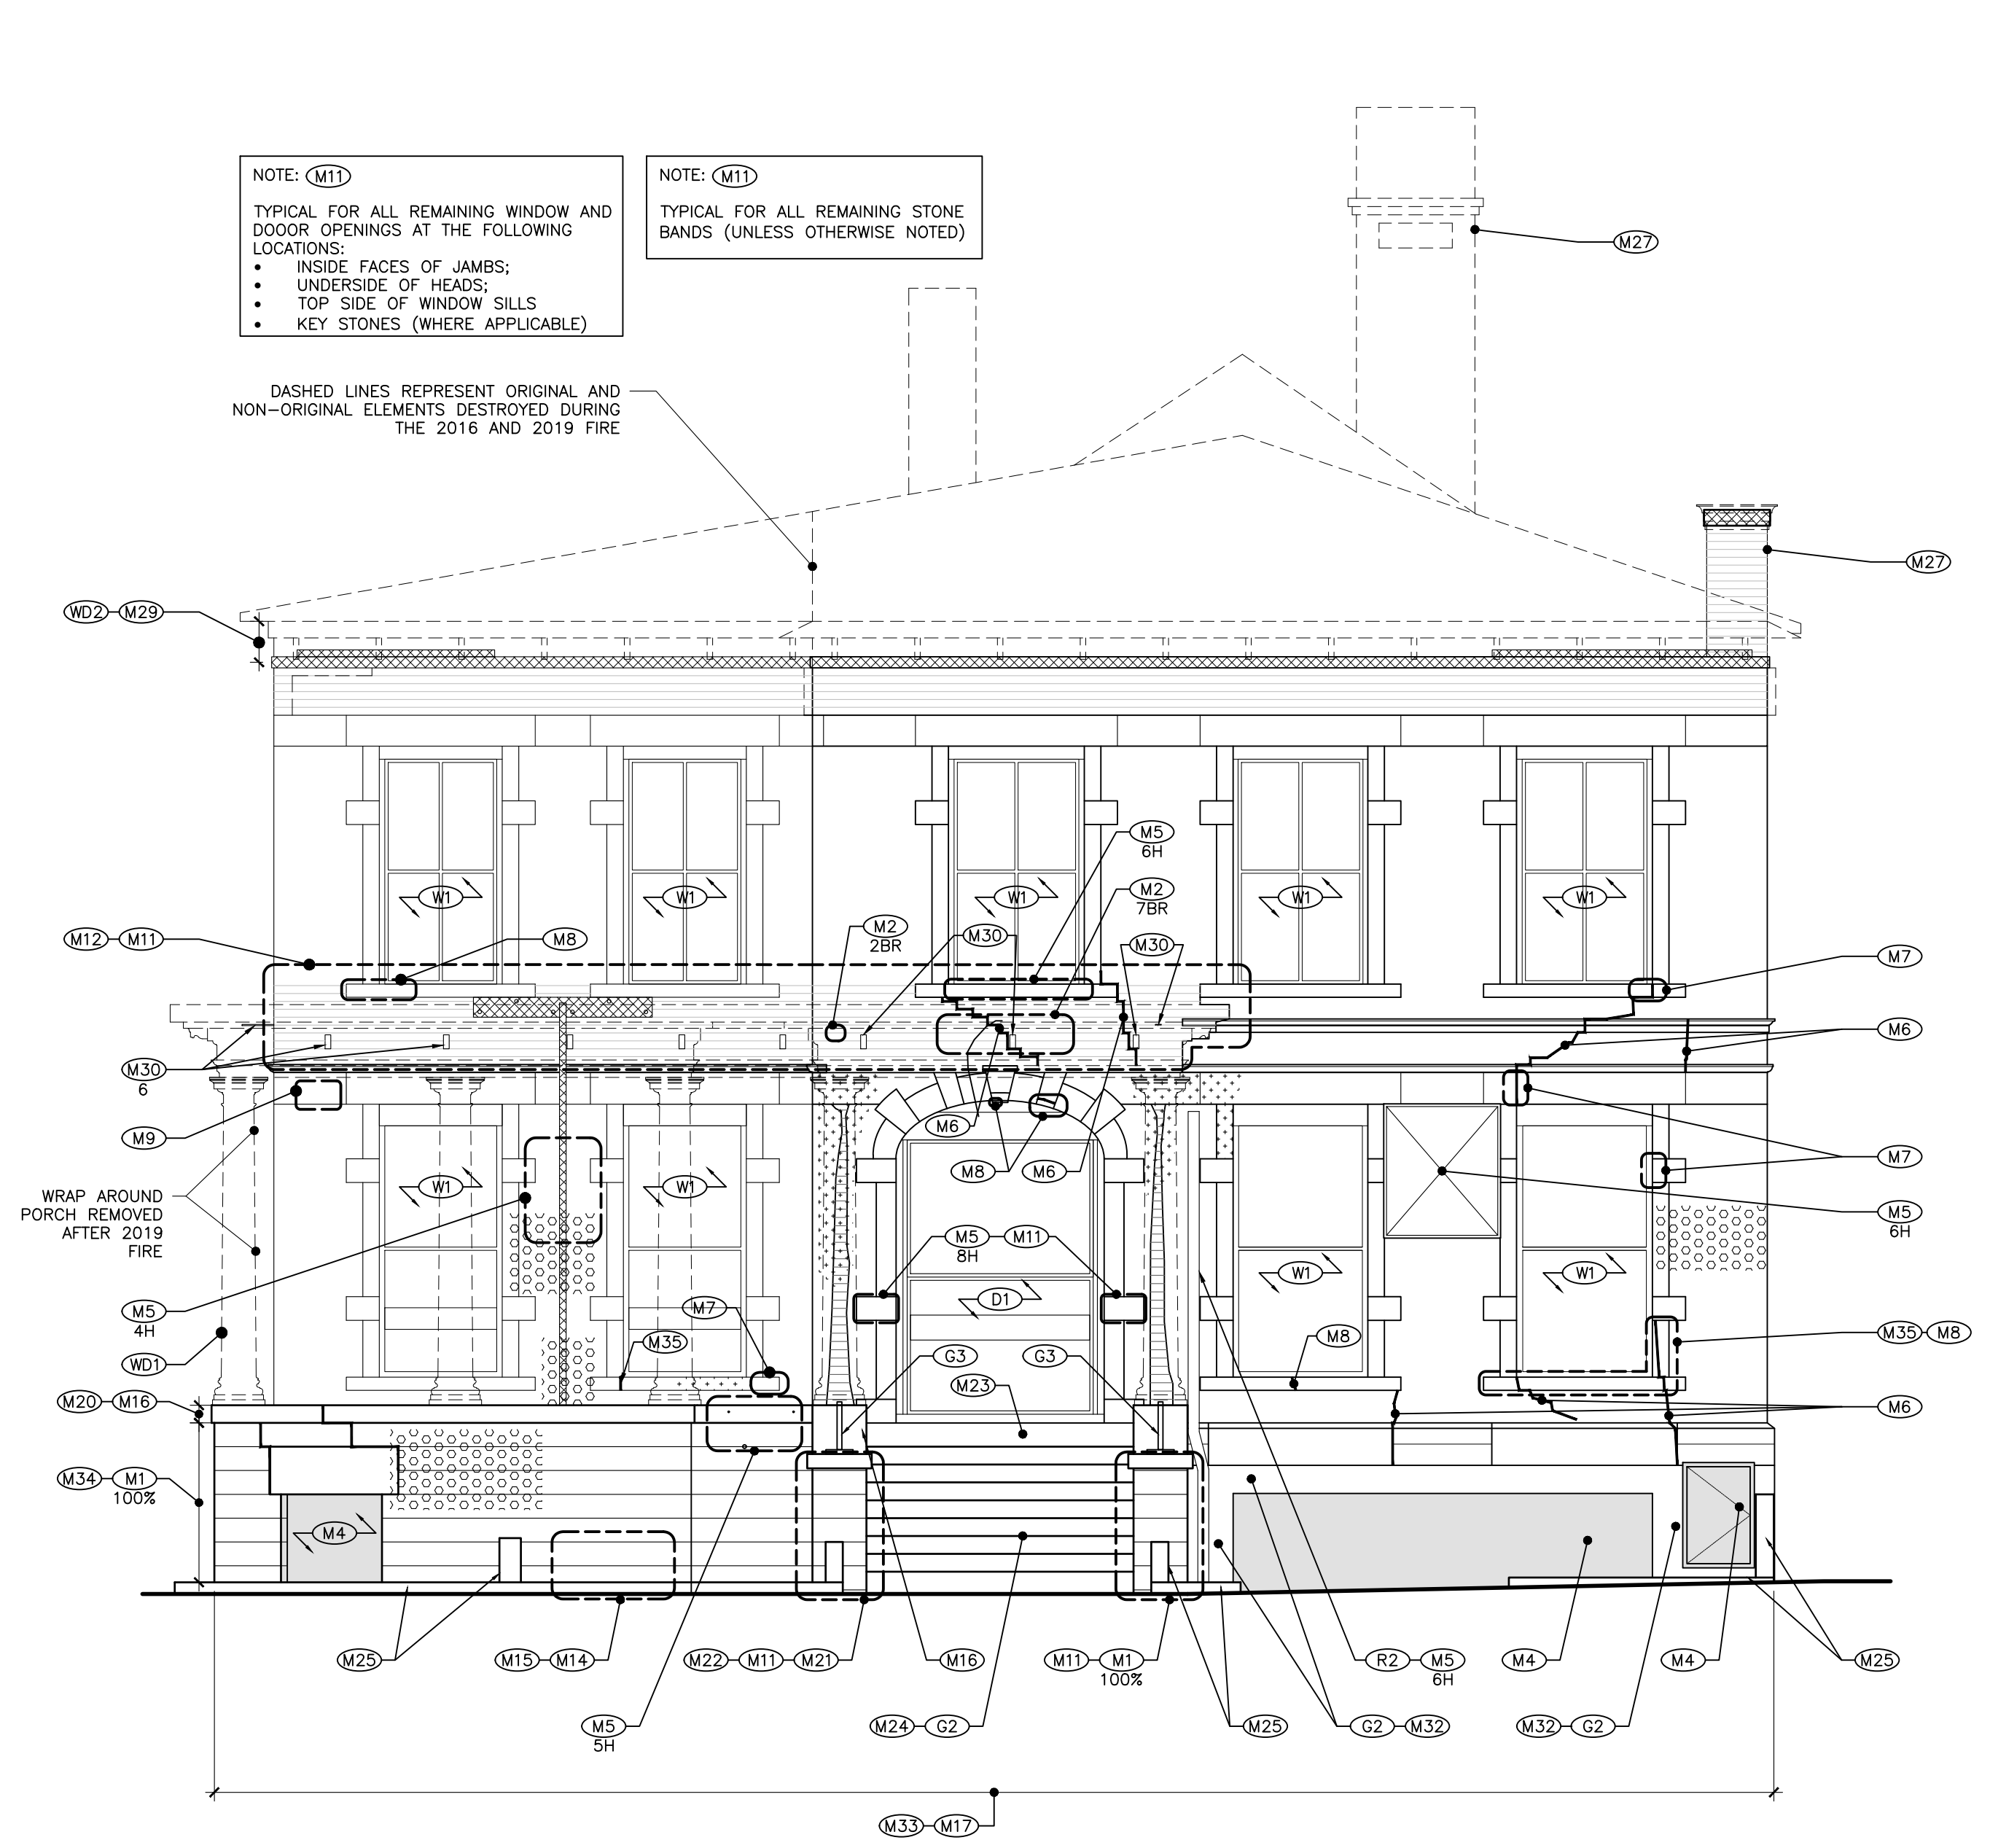 NOTE: M11
TYPICAL FOR ALL REMAINING WINDOW AND
DOOOR OPENINGS AT THE FOLLOWING
LOCATIONS:
• INSIDE FACES OF JAMBS;
• UNDERSIDE OF HEADS;
• TOP SIDE OF WINDOW SILLS
• KEY STONES (WHERE APPLICABLE)
NOTE: M11
TYPICAL FOR ALL REMAINING STONE
BANDS (UNLESS OTHERWISE NOTED)
M27
DASHED LINES REPRESENT ORIGINAL AND
NON-ORIGINAL ELEMENTS DESTROYED DURING
THE 2016 AND 2019 FIRE
M27
WD2 M29
M5
6H
M2
7BR
W1 W1 W1 W1 W1
M12 M11
M8
M2
2BR
M30
M30
M7
M6
M30
6
M9
M6
M8
M6
M7
W1 W1
WRAP AROUND
PORCH REMOVED
AFTER 2019
FIRE
M5
6H
M5 M11
8H
W1 W1
D1
M5
4H
M7
M35
M8
M35 M8
WD1
G3 G3
M23
M20 M16
M6
M34 M1
100%
M4
M25
M15 M14
M22 M11 M21
M16
M11 M1
100%
R2 M5
6H
M4
M4
M25
M5
5H
M24 G2
M25
G2 M32
M32 G2
M33 M17